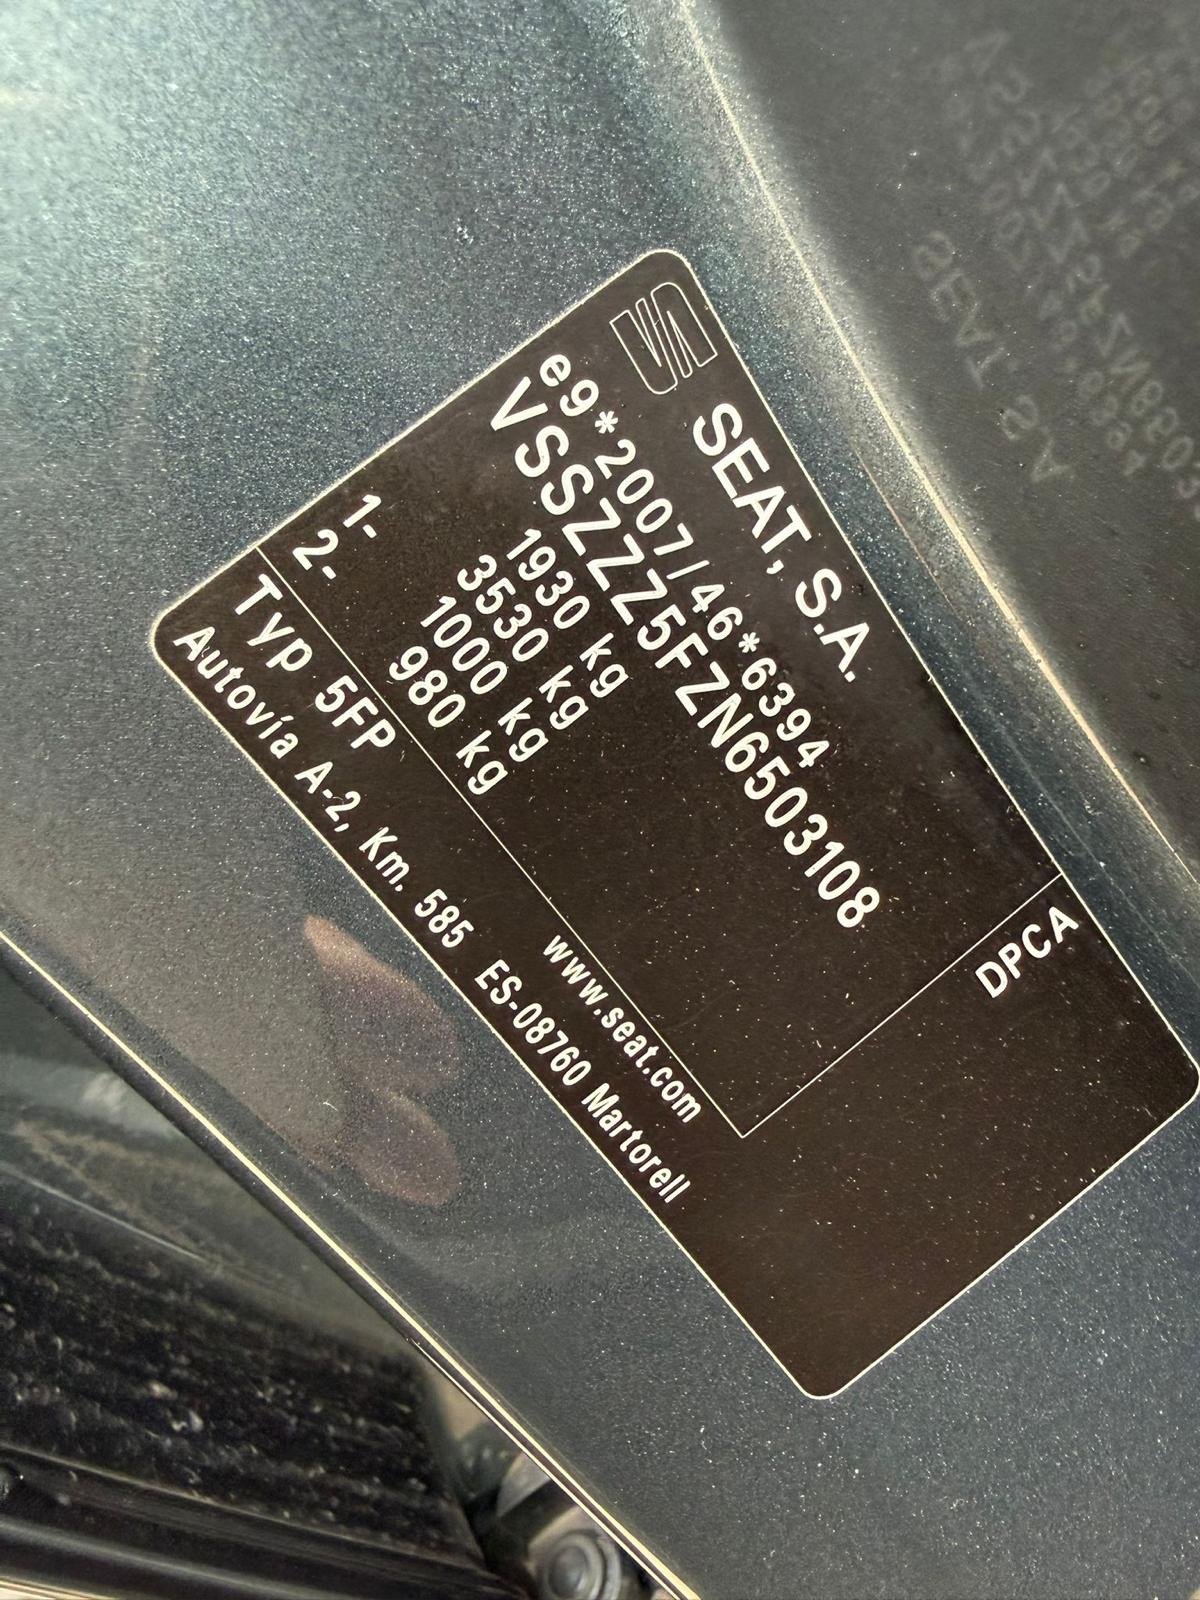 SEAT, S.A.
e9*2007/46*6394
VSSZZZ5FZN6503108
1930 kg
3530 kg
1- 1000 kg
2- 980 kg
DPCA
Typ 5FP
www.seat.com
Autovía A-2, Km. 585 ES-08760 Martorell